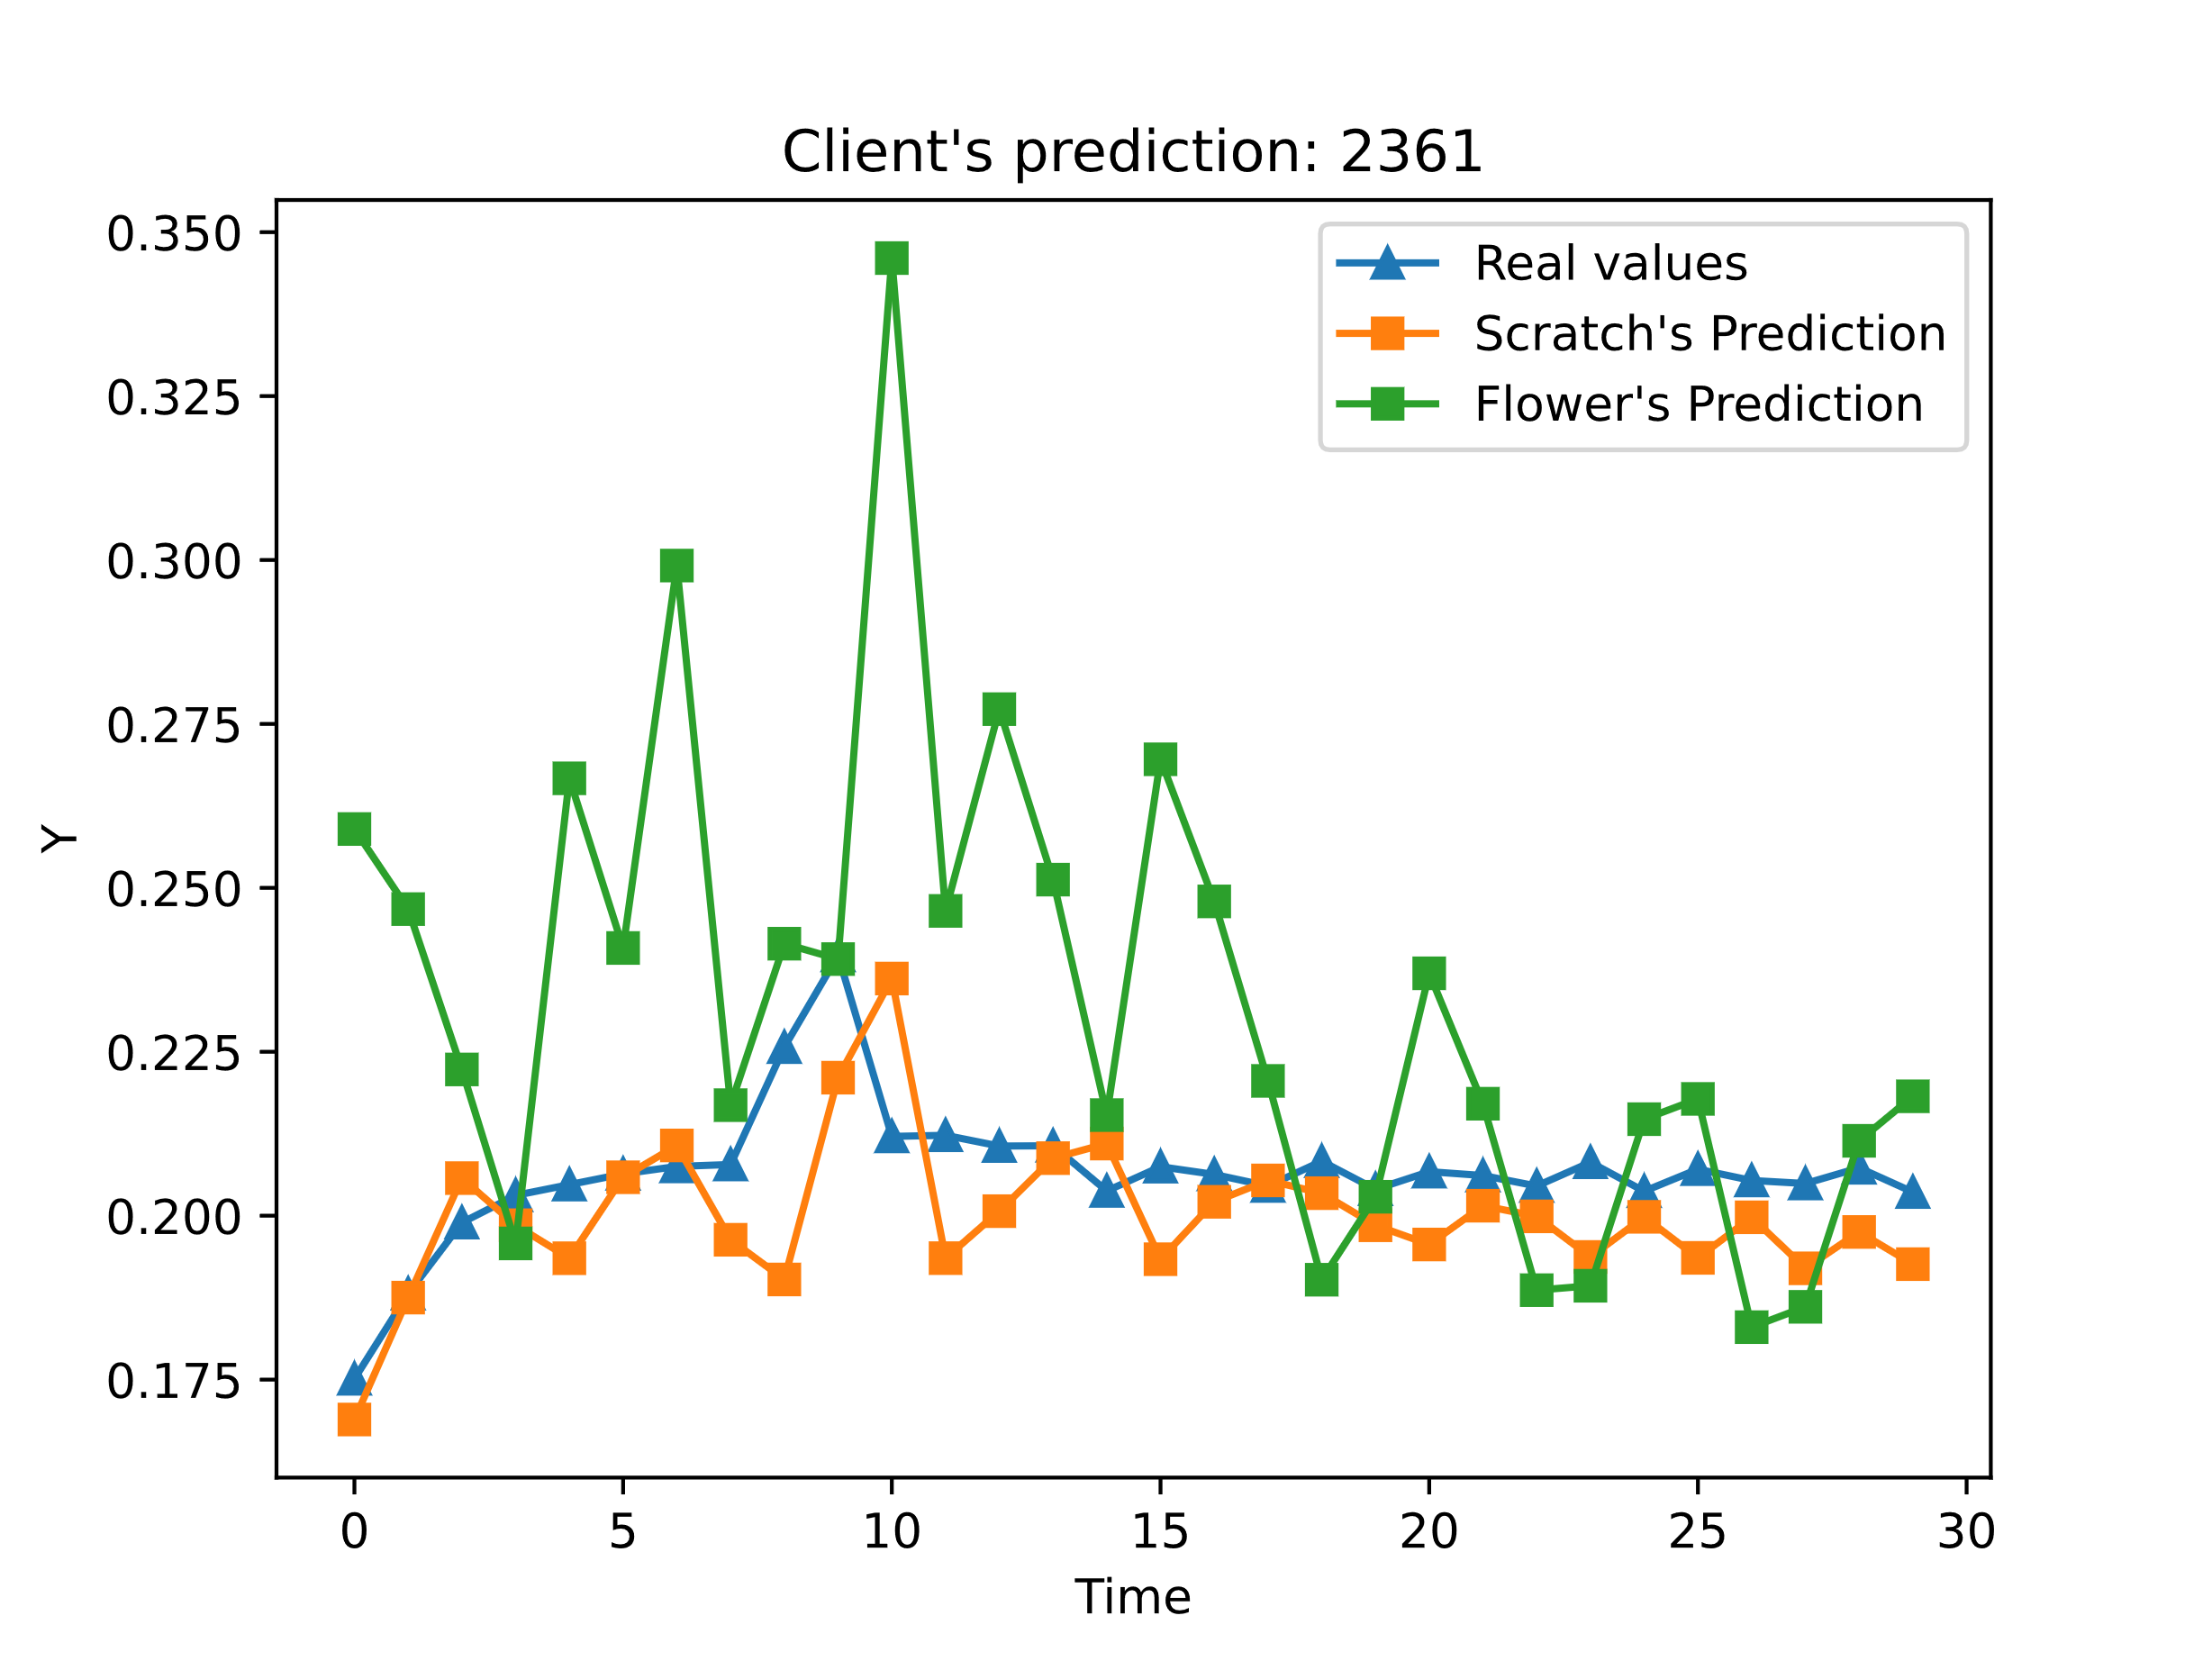 Client's prediction: 2361
Real values
Scratch's Prediction
Flower's Prediction
0.350
0.325
0.300
0.275
0.250
0.225
0.200
0.175
Y
0 5 10 15 20 25 30
Time